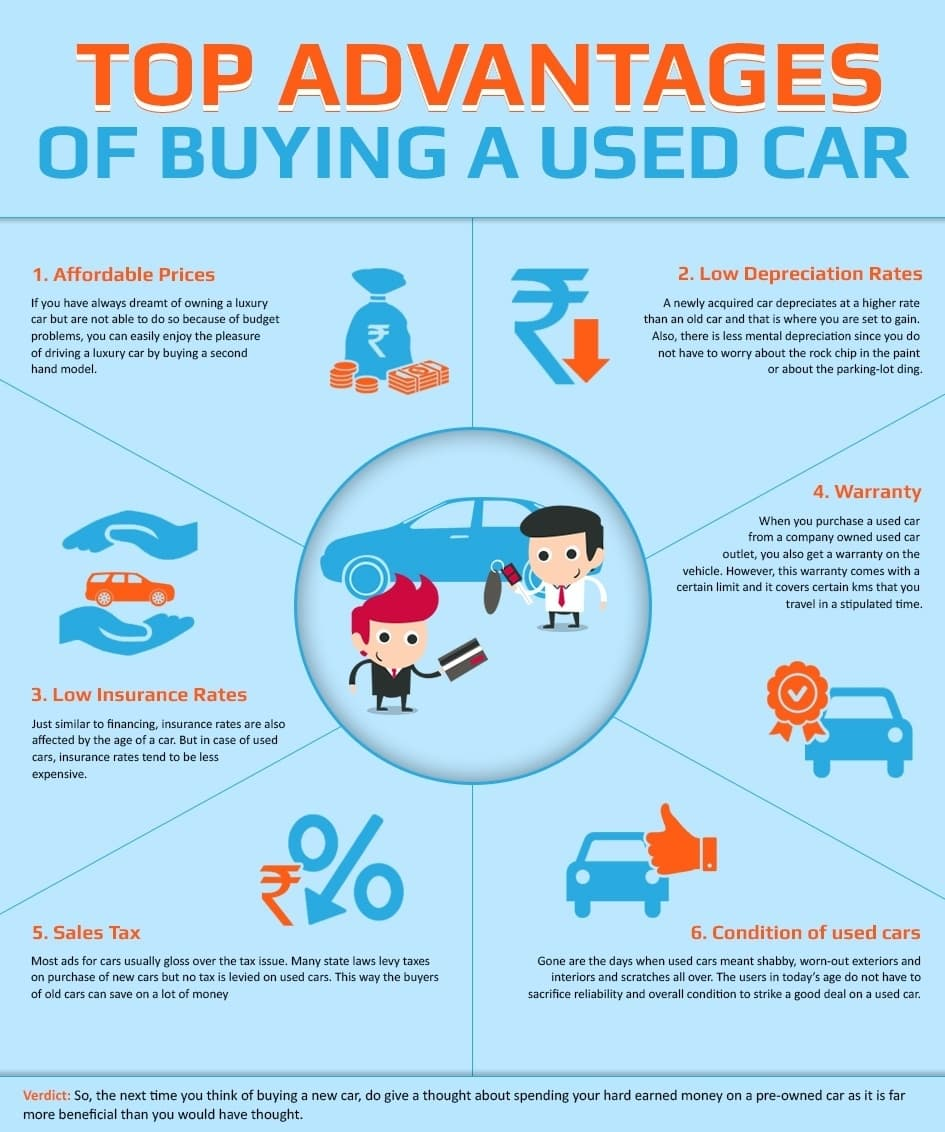 TOP ADVANTAGES
OF BUYING A USED CAR
1. Affordable Prices
If you have always dreamt of owning a luxury
car but are not able to do so because of budget
problems, you can easily enjoy the pleasure
of driving a luxury car by buying a second
hand model.
₹
₹
2. Low Depreciation Rates
A newly acquired car depreciates at a higher rate
than an old car and that is where you are set to gain.
Also, there is less mental depreciation since you do
not have to worry about the rock chip in the paint
or about the parking-lot ding.
3. Low Insurance Rates
Just similar to financing, insurance rates are also
affected by the age of a car. But in case of used
cars, insurance rates tend to be less
expensive.
4. Warranty
When you purchase a used car
from a company owned used car
outlet, you also get a warranty on the
vehicle. However, this warranty comes with a
certain limit and it covers certain kms that you
travel in a stipulated time.
₹%
5. Sales Tax
Most ads for cars usually gloss over the tax issue. Many state laws levy taxes
on purchase of new cars but no tax is levied on used cars. This way the buyers
of old cars can save on a lot of money
6. Condition of used cars
Gone are the days when used cars meant shabby, worn-out exteriors and
interiors and scratches all over. The users in today's age do not have to
sacrifice reliability and overall condition to strike a good deal on a used car.
Verdict: So, the next time you think of buying a new car, do give a thought about spending your hard earned money on a pre-owned car as it is far
more beneficial than you would have thought.